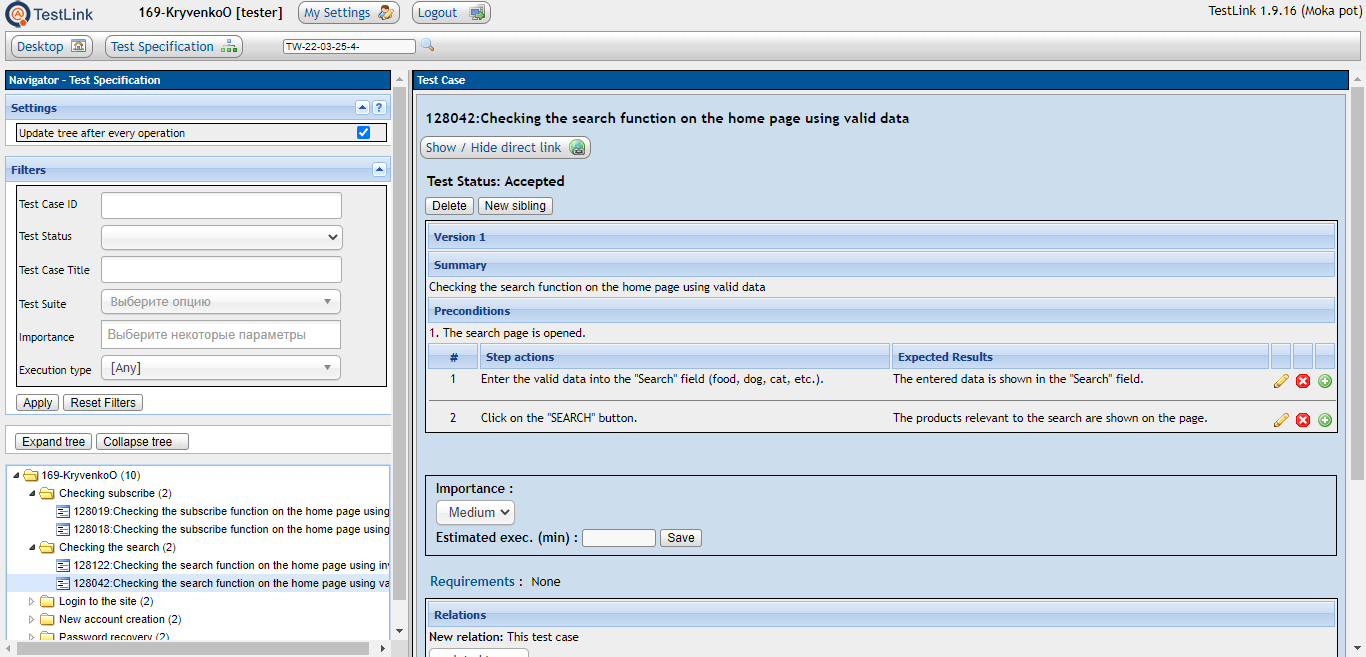 TestLink
169-KryvenkoO [tester]
My Settings
Logout
TestLink 1.9.16 (Moka pot)
Desktop
Test Specification
TW-22-03-25-4-
Navigator - Test Specification
Settings
?
Update tree after every operation
Filters
Test Case ID
Test Status
Test Case Title
Test Suite
Выберите опцию
Importance
Выберите некоторые параметры
Execution type
[Any]
Apply
Reset Filters
Expand tree
Collapse tree
169-KryvenkoO (10)
Checking subscribe (2)
128019:Checking the subscribe function on the home page using
128018:Checking the subscribe function on the home page using
Checking the search (2)
128122:Checking the search function on the home page using in
128042:Checking the search function on the home page using va
Login to the site (2)
New account creation (2)
Password recovery (2)
Test Case
128042:Checking the search function on the home page using valid data
Show / Hide direct link
Test Status: Accepted
Delete
New sibling
Version 1
Summary
Checking the search function on the home page using valid data
Preconditions
1. The search page is opened.
# Step actions Expected Results
1 Enter the valid data into the "Search" field (food, dog, cat, etc.). The entered data is shown in the "Search" field.
2 Click on the "SEARCH" button. The products relevant to the search are shown on the page.
Importance :
Medium
Estimated exec. (min) :
Save
Requirements : None
Relations
New relation: This test case